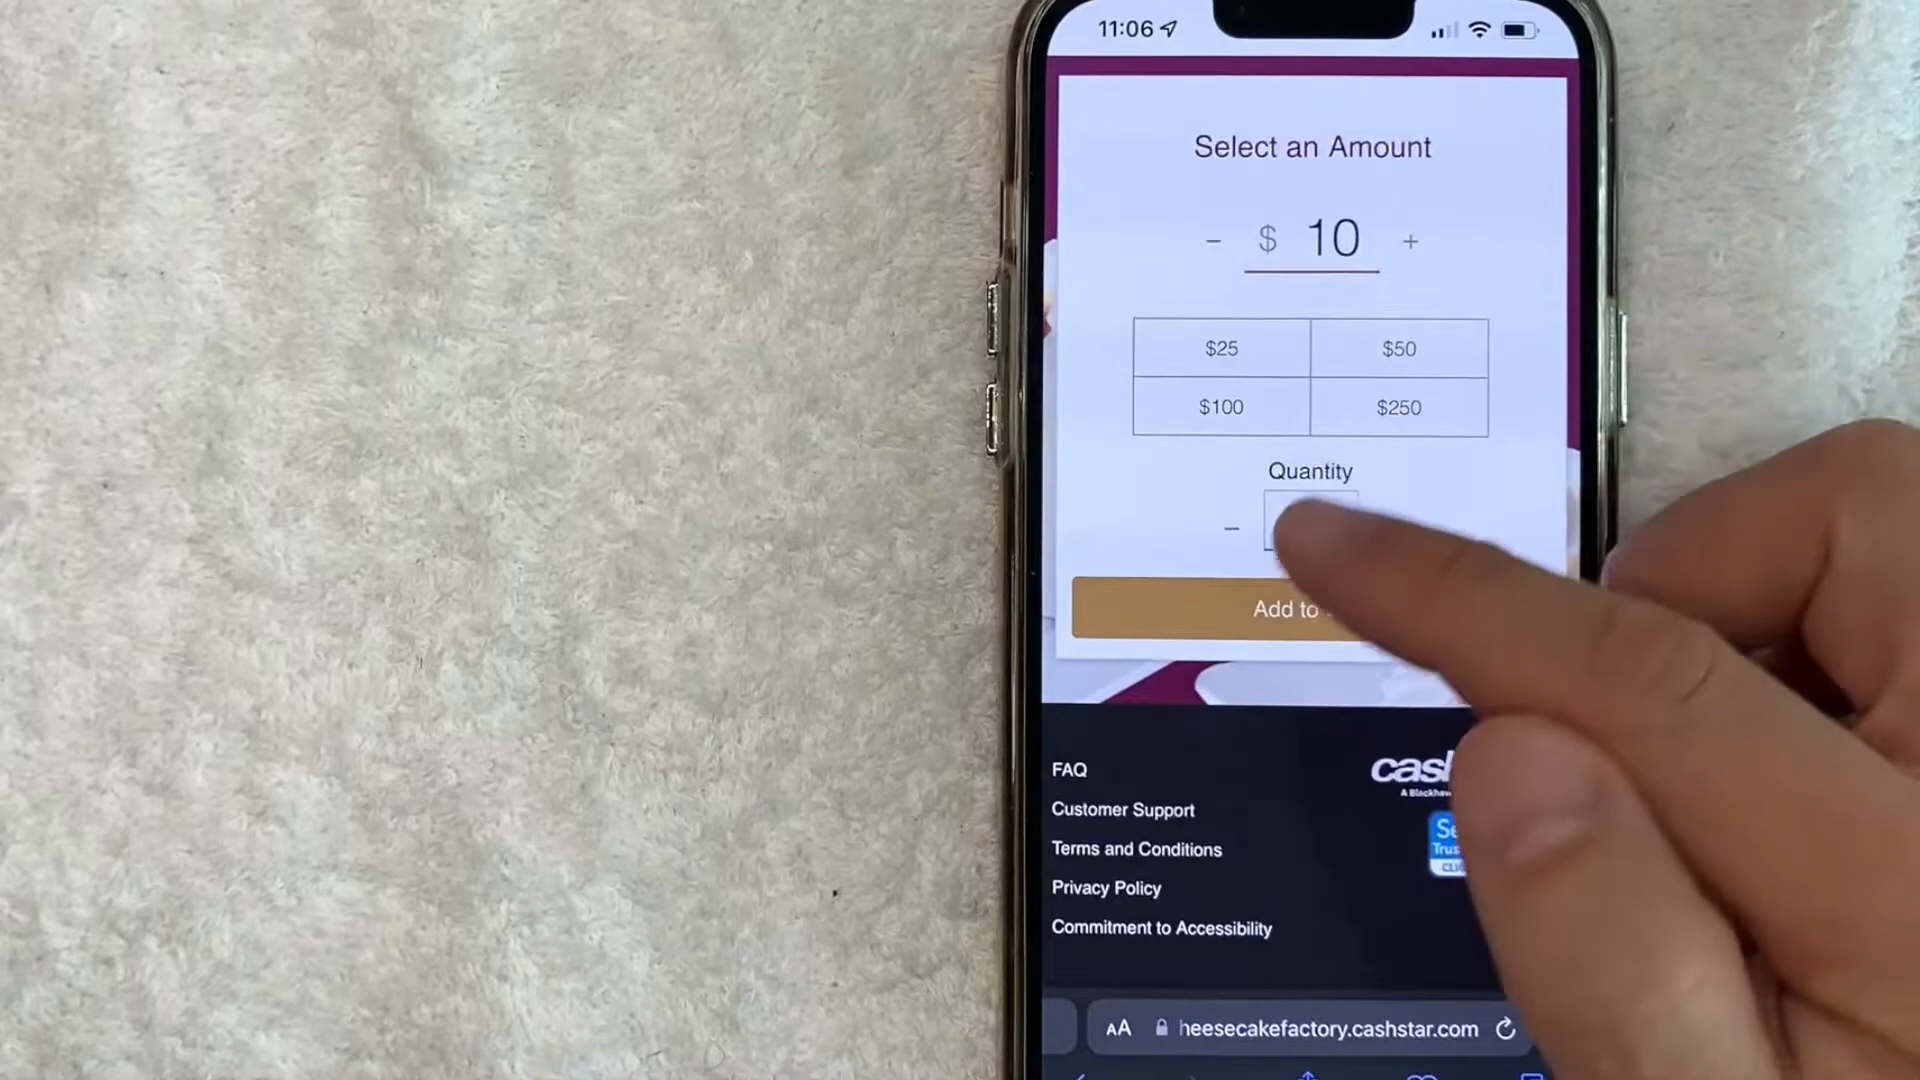 11:06
Select an Amount
- $ 10 +
$25 $50
$100 $250
Quantity
-
Add to
FAQ
Customer Support
Terms and Conditions
Privacy Policy
Commitment to Accessibility
A
AA heesecakefactory.cashstar.com